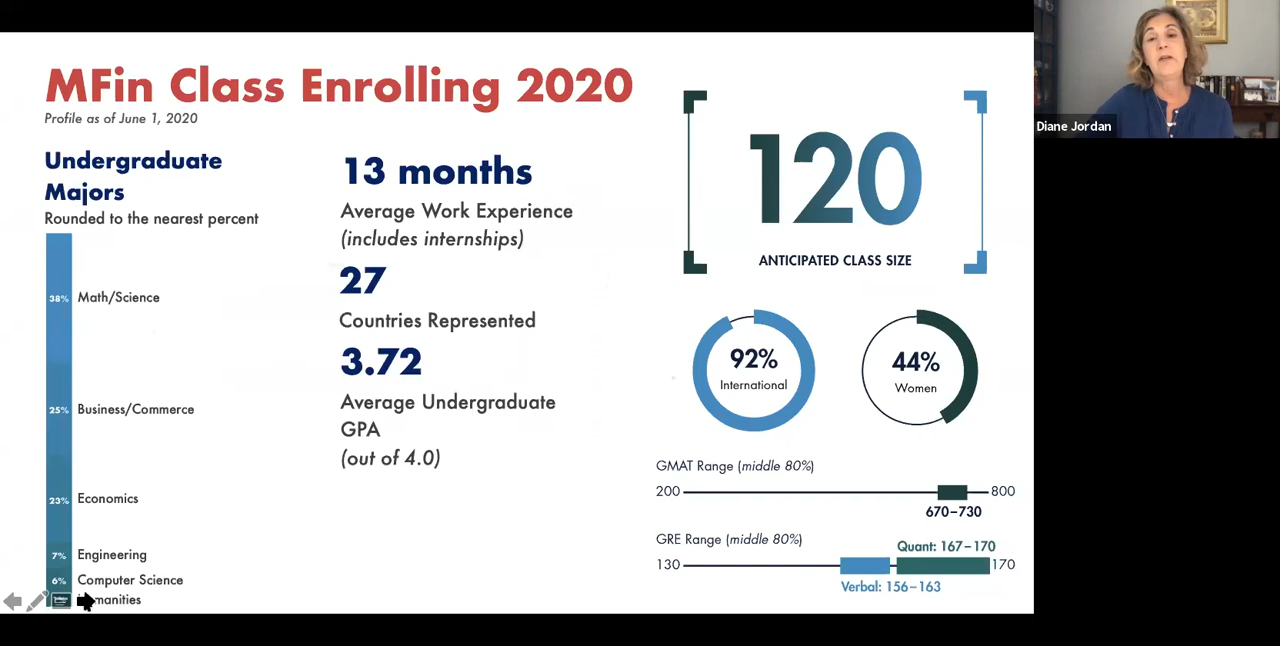 MFin Class Enrolling 2020
Profile as of June 1, 2020
Undergraduate
Majors
Rounded to the nearest percent
38% Math/Science
25% Business/Commerce
23% Economics
7% Engineering
6% Computer Science
13 months
Average Work Experience
(includes internships)
27
Countries Represented
3.72
Average Undergraduate
GPA
(out of 4.0)
120
ANTICIPATED CLASS SIZE
92%
International
44%
Women
GMAT Range (middle 80%)
200 800
670–730
GRE Range (middle 80%)
Quant: 167–170
130 170
Verbal: 156–163
Diane Jordan